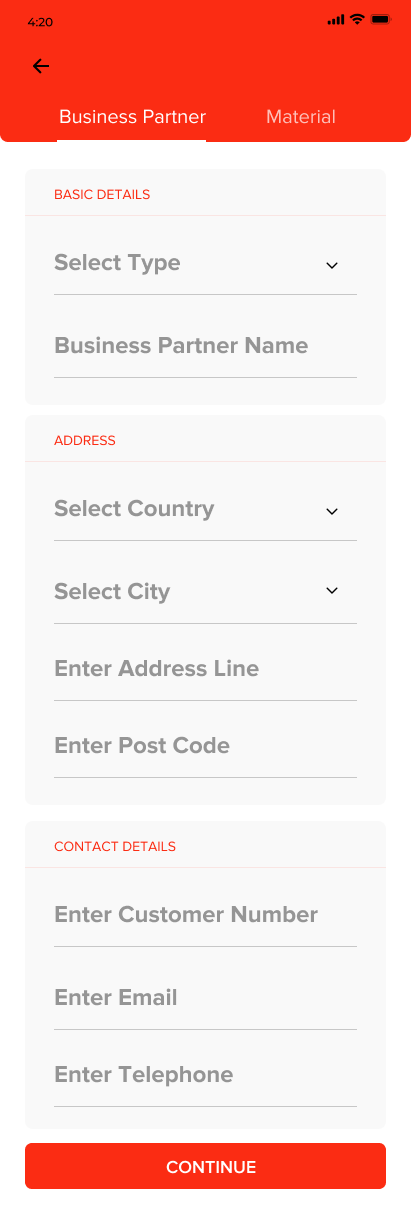 4:20
Business Partner Material
BASIC DETAILS
Select Type
Business Partner Name
ADDRESS
Select Country
Select City
Enter Address Line
Enter Post Code
CONTACT DETAILS
Enter Customer Number
Enter Email
Enter Telephone
CONTINUE